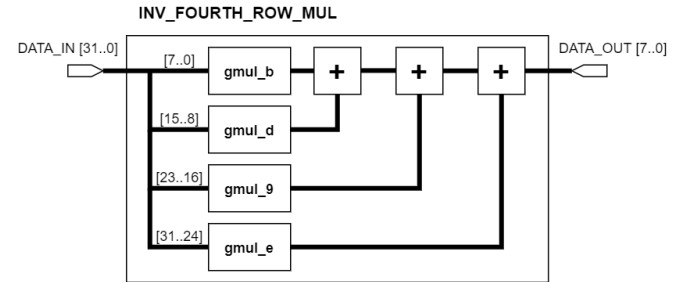 INV_FOURTH_ROW_MUL
DATA_IN [31..0]
DATA_OUT [7..0]
[7..0]
gmul_b
+
+
+
[15..8]
gmul_d
[23..16]
gmul_9
[31..24]
gmul_e